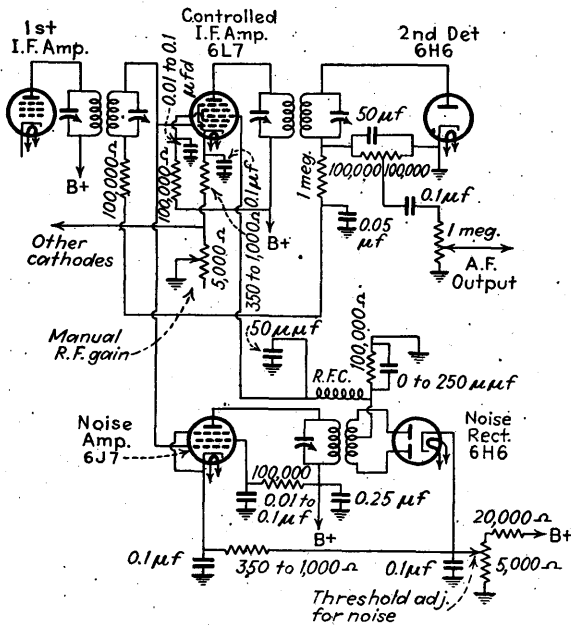 1st
I.F. Amp.
Controlled
I.F. Amp.
6L7
2nd Det
6H6
0.01 to 0.1
μfd
50μf
100,000 100,000
0.1μf
1 meg.
A.F.
Output
B+
100,000Ω
100,000Ω
0.1μf
350 to 1,000Ω
1 meg.
0.05
μf
B+
Other
cathodes
5,000Ω
Manual
R.F. gain
50μμf
R.F.C.
100,000Ω
0 to 250μμf
Noise
Amp.
6J7
Noise
Rect.
6H6
100,000
0.01 to
0.1μf
0.25μf
B+
20,000Ω
B+
5,000Ω
0.1μf
350 to 1,000Ω
0.1μf
Threshold adj.
for noise